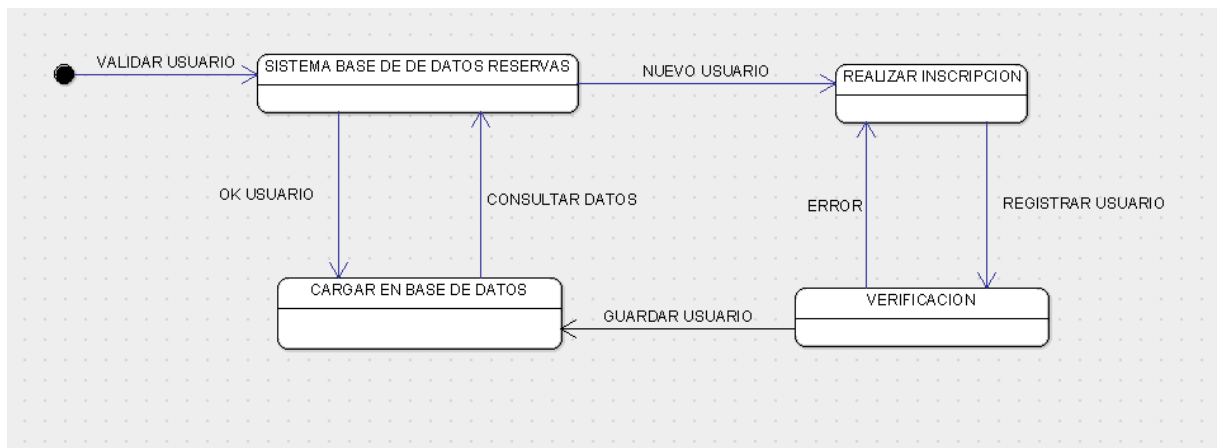 VALIDAR USUARIO
SISTEMA BASE DE DE DATOS RESERVAS
NUEVO USUARIO
REALIZAR INSCRIPCION
OK USUARIO
CONSULTAR DATOS
ERROR
REGISTRAR USUARIO
CARGAR EN BASE DE DATOS
GUARDAR USUARIO
VERIFICACION